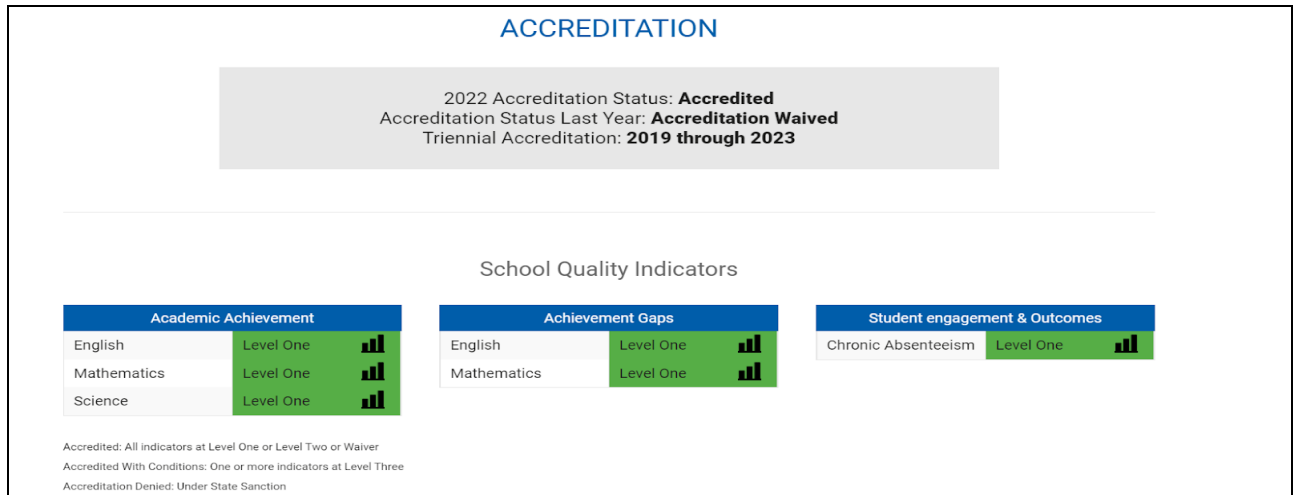 ACCREDITATION
2022 Accreditation Status: Accredited
Accreditation Status Last Year: Accreditation Waived
Triennial Accreditation: 2019 through 2023
School Quality Indicators
Academic Achievement
English Level One
Mathematics Level One
Science Level One
Achievement Gaps
English Level One
Mathematics Level One
Student engagement & Outcomes
Chronic Absenteeism Level One
Accredited: All indicators at Level One or Level Two or Waiver
Accredited With Conditions: One or more indicators at Level Three
Accreditation Denied: Under State Sanction